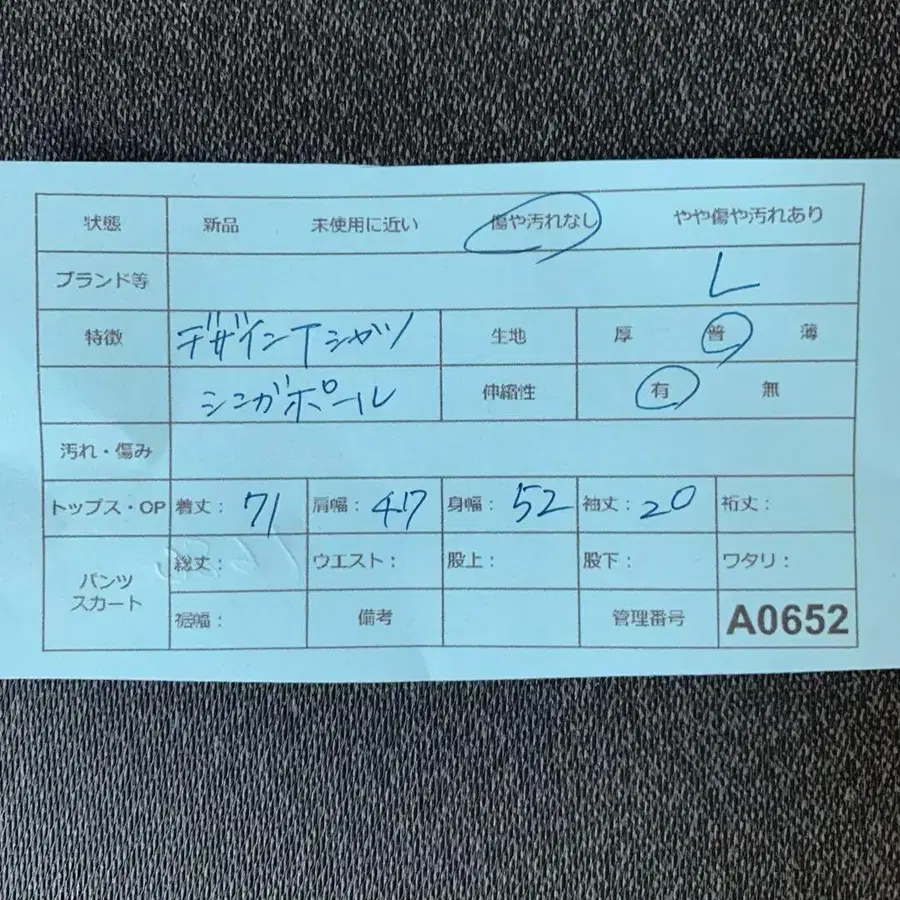 状態 新品 未使用に近い 傷や汚れなし やや傷や汚れあり
ブランド等 L
特徴 デザインTシャツ 生地 厚 普 薄
シンガポール 伸縮性 有 無
汚れ・傷み
トップス・OP 着丈: 71 肩幅: 47 身幅: 52 袖丈: 20 裄丈:
パンツ スカート 総丈: ウエスト: 股上: 股下: ワタリ:
裾幅: 備考 管理番号 A0652